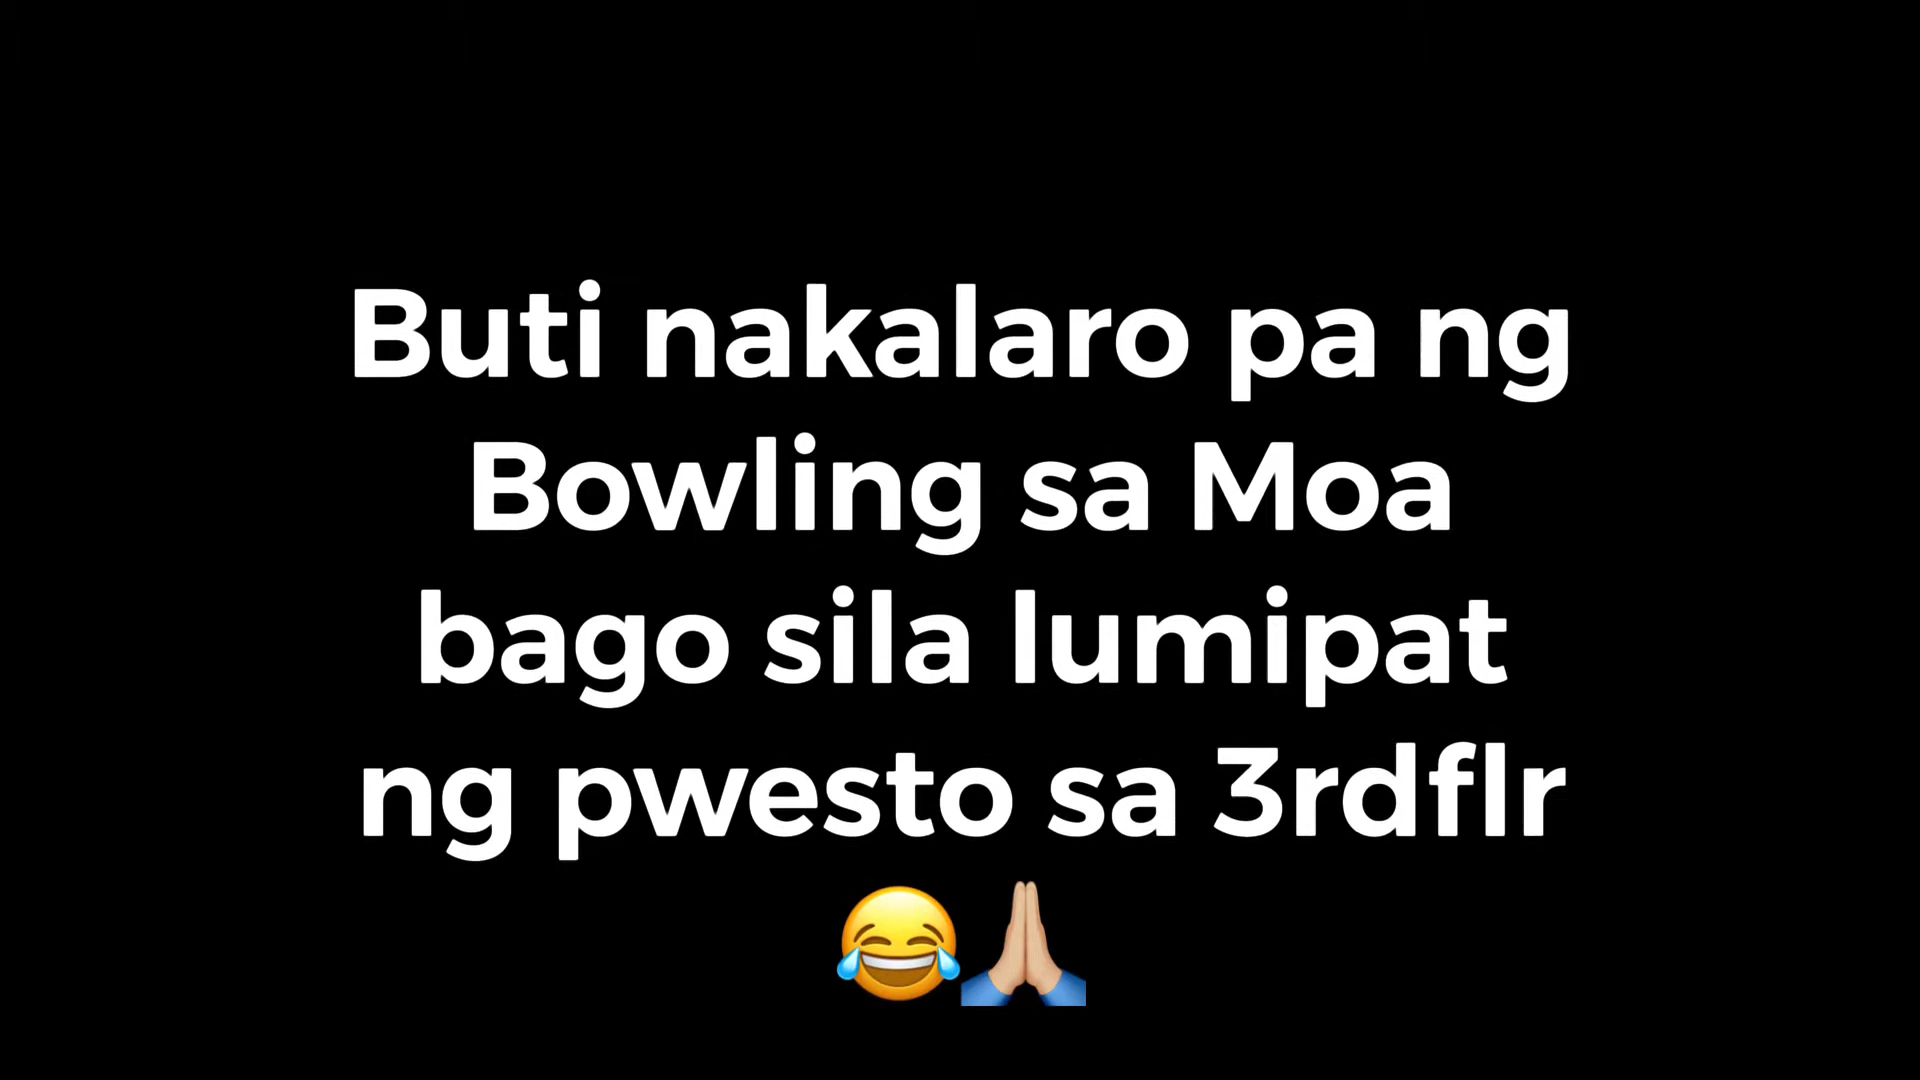 Buti nakalaro pa ng
Bowling sa Moa
bago sila lumipat
ng pwesto sa 3rdflr
😂🙏🏼